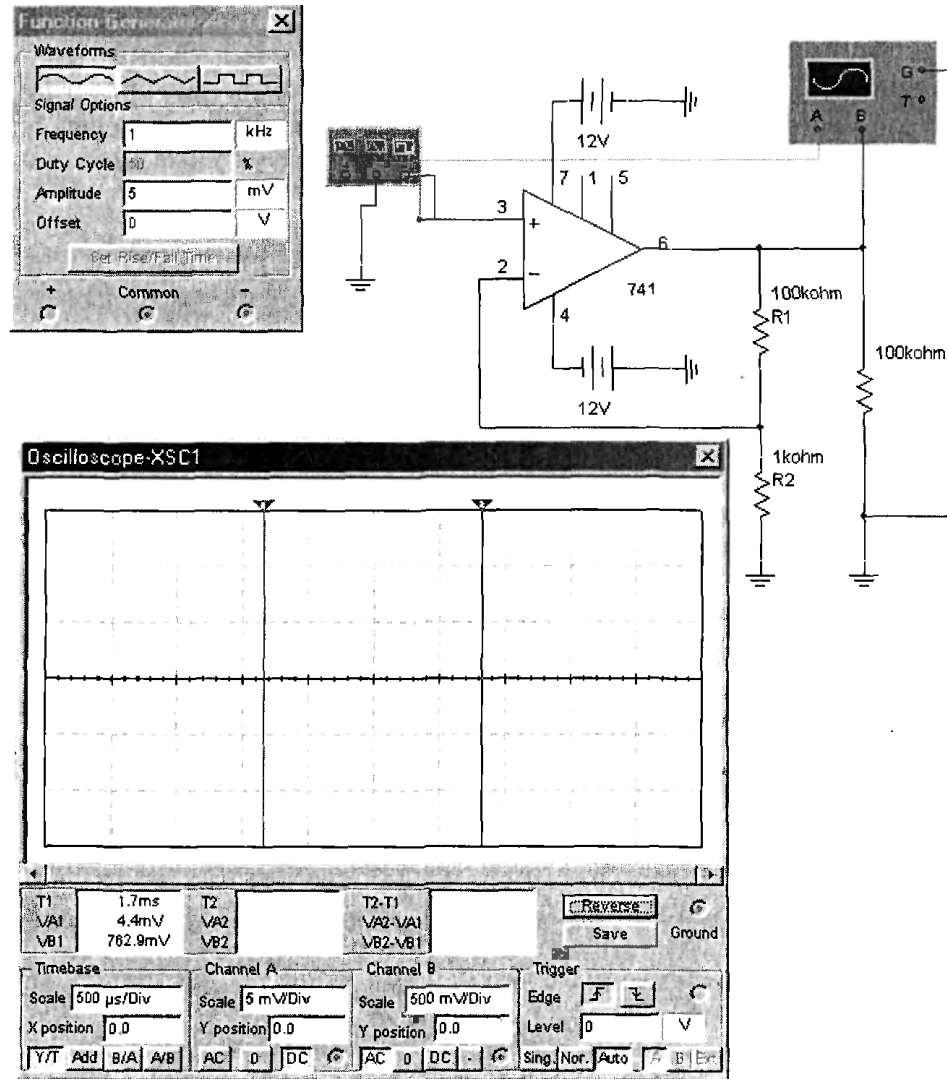 Function Gener
Waveforms
Signal Options
Frequency 1 kHz
Duty Cycle 50 %
Amplitude 5 mV
Offset 0 V
Set Rise/Fall Time
+ Common -
A B G T
12V
7 1 5
3 +
2 -
6
741
4
12V
100kohm
R1
100kohm
1kohm
R2
Oscilloscope-XSC1
1 2
T1 1.7ms
VA1 4.4mV
VB1 762.9mV
T2
VA2
VB2
T2-T1
VA2-VA1
VB2-VB1
Reverse
Save
Ground
Timebase
Scale 500 µs/Div
X position 0.0
Y/T Add B/A A/B
Channel A
Scale 5 mV/Div
Y position 0.0
AC 0 DC
Channel B
Scale 500 mV/Div
Y position 0.0
AC 0 DC -
Trigger
Edge
Level 0 V
Sing. Nor. Auto A B Ext